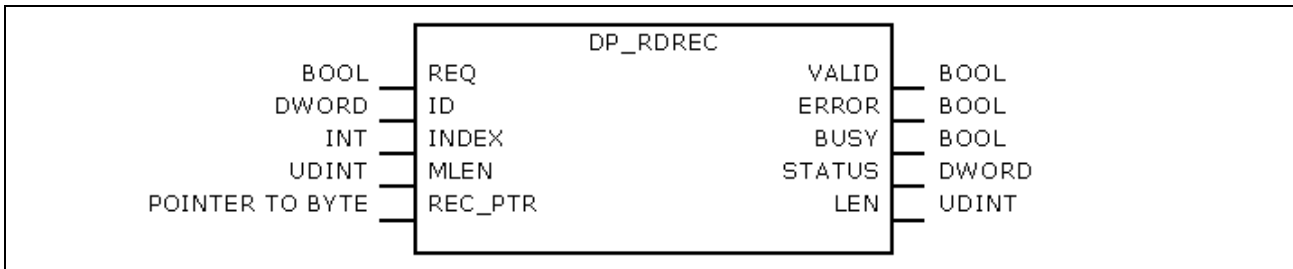 DP_RDREC
BOOL REQ VALID BOOL
DWORD ID ERROR BOOL
INT INDEX BUSY BOOL
UDINT MLEN STATUS DWORD
POINTER TO BYTE REC_PTR LEN UDINT